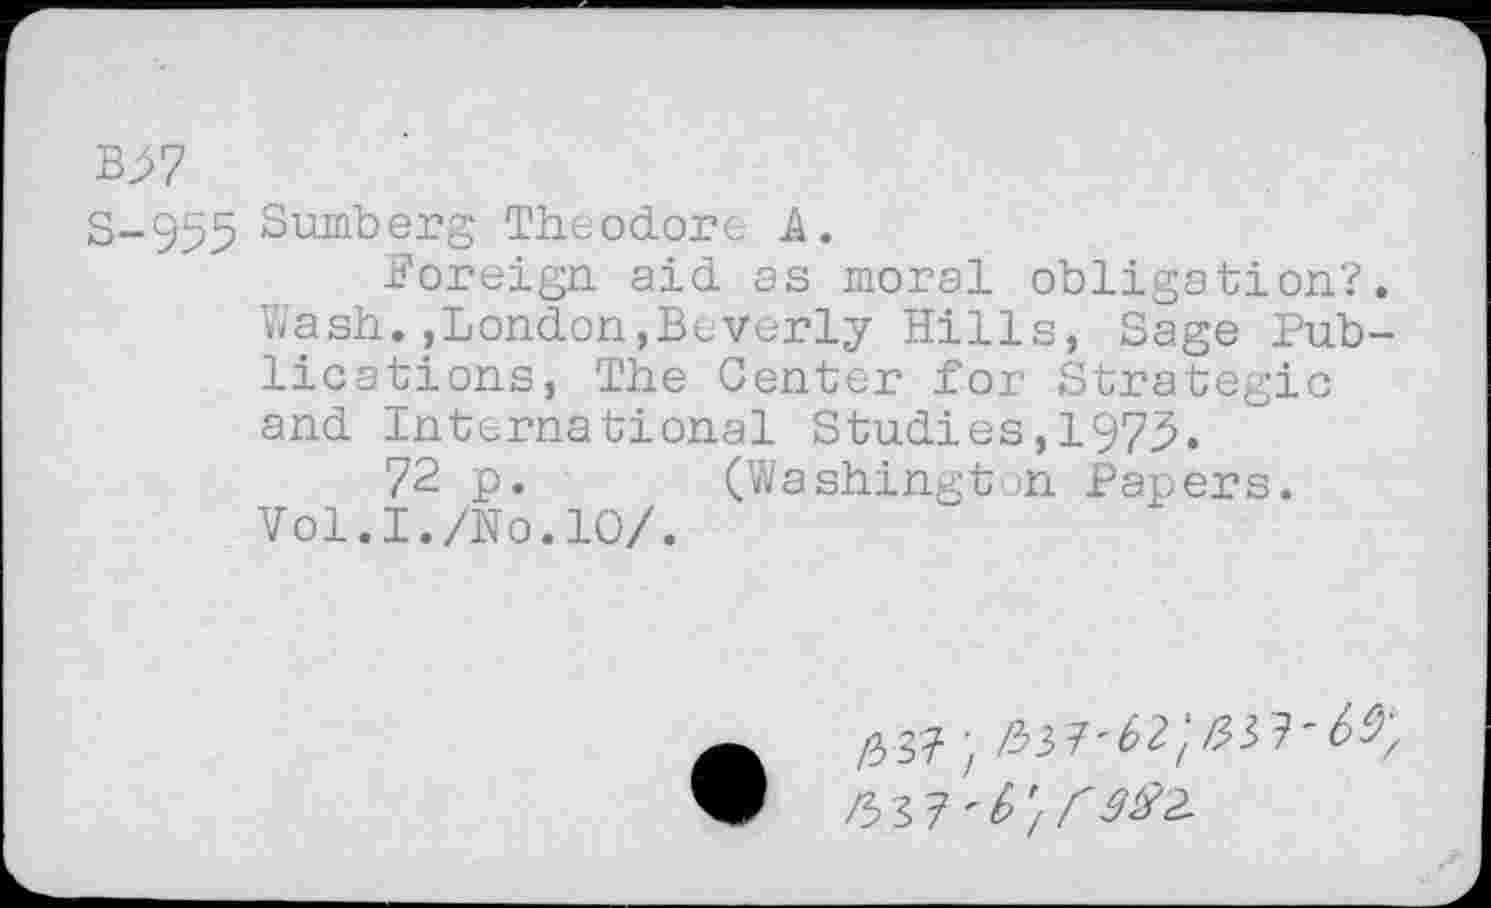 B37
S-955 Sumberg Theodore A.
Foreign aid as moral obligation?.
Wash.,London,Beverly Hills, Sage Pub-
lications, The Center for Strategic
and International Studies,1973.
72 p. (Washington Papers.
Vol.I./No.10/.
B37; B37-62; B37-69;
B37-6'; Г982